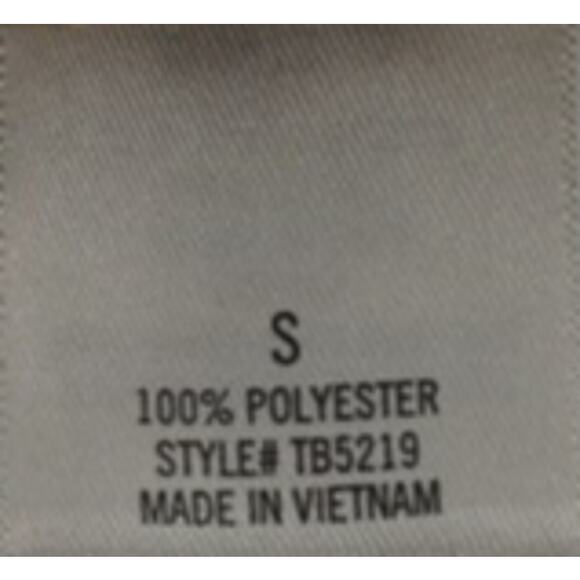 S
100% POLYESTER
STYLE# TB5219
MADE IN VIETNAM